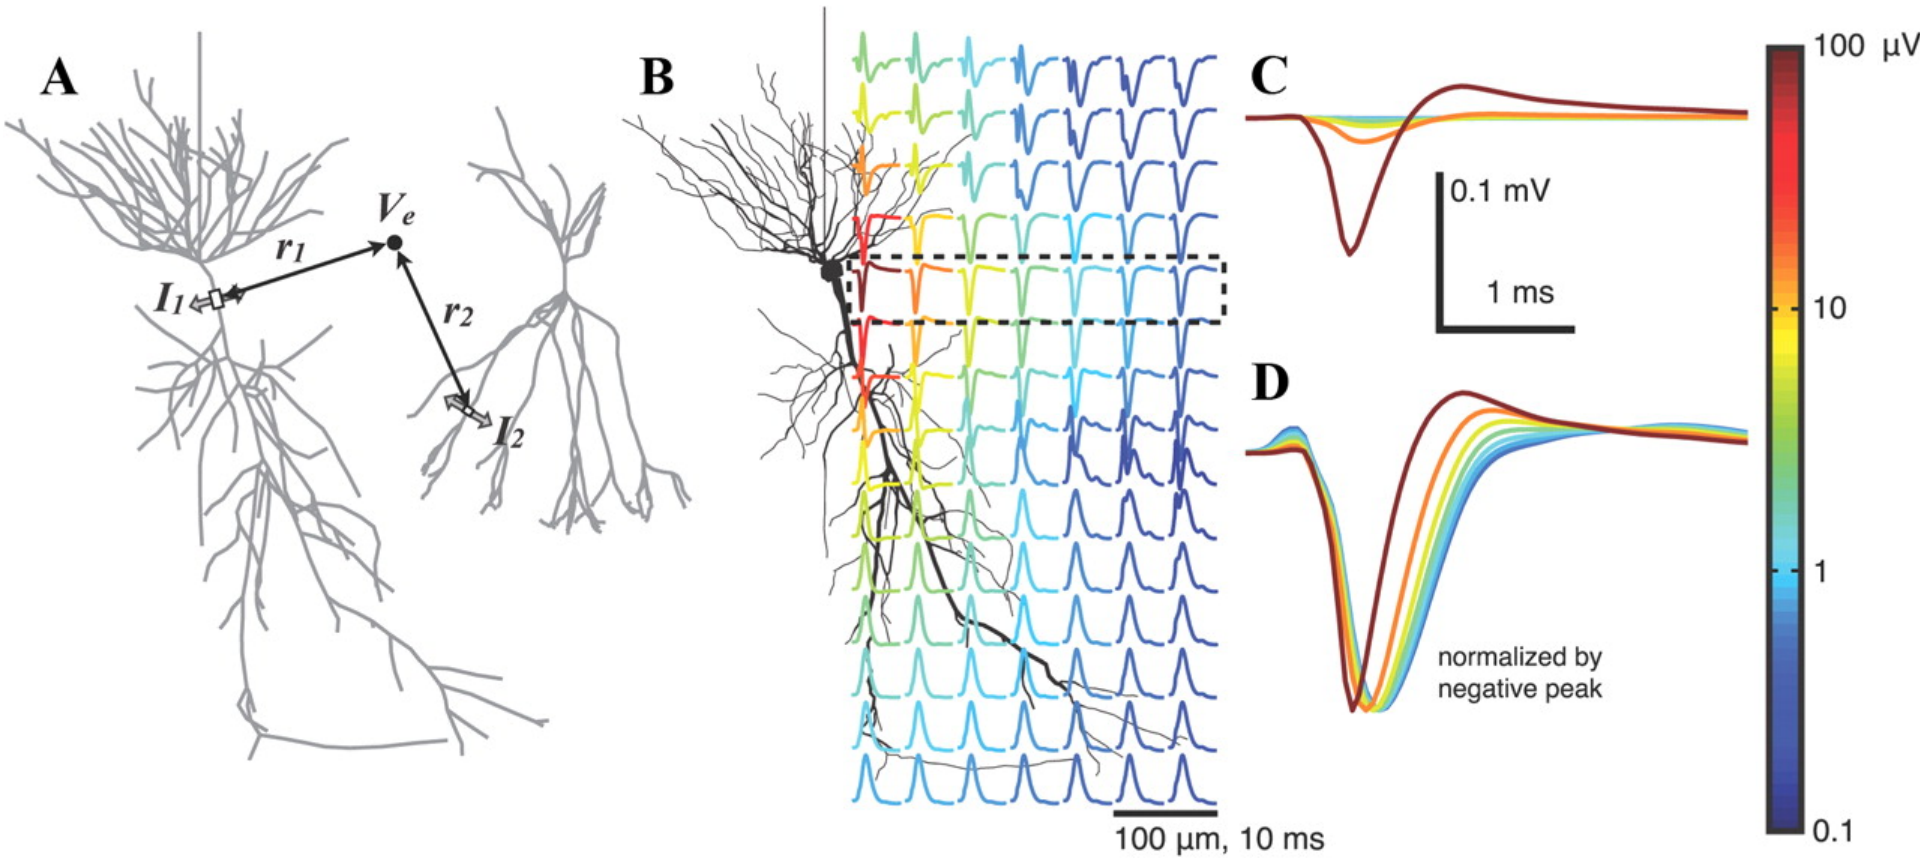 A
Ve
r1
I1
r2
I2
B
100 µm, 10 ms
C
0.1 mV
1 ms
D
normalized by
negative peak
100 µV
10
1
0.1